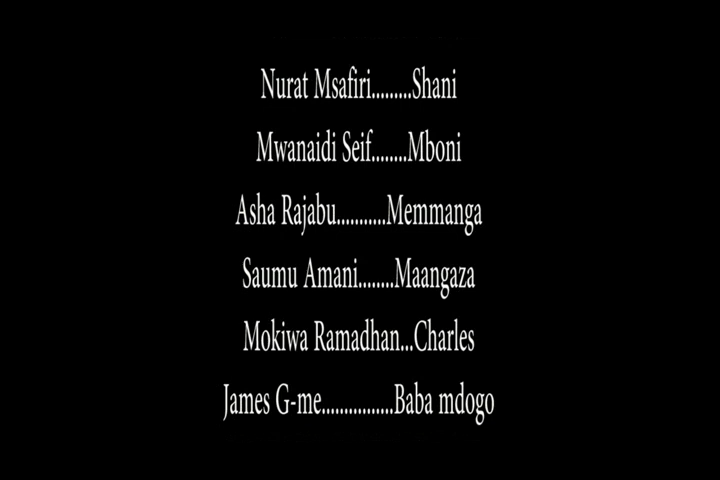 Nurat Msafiri.........Shani
Mwanaidi Seif........Mboni
Asha Rajabu...........Memmanga
Saumu Amani........Maangaza
Mokiwa Ramadhan...Charles
James G-me................Baba mdogo